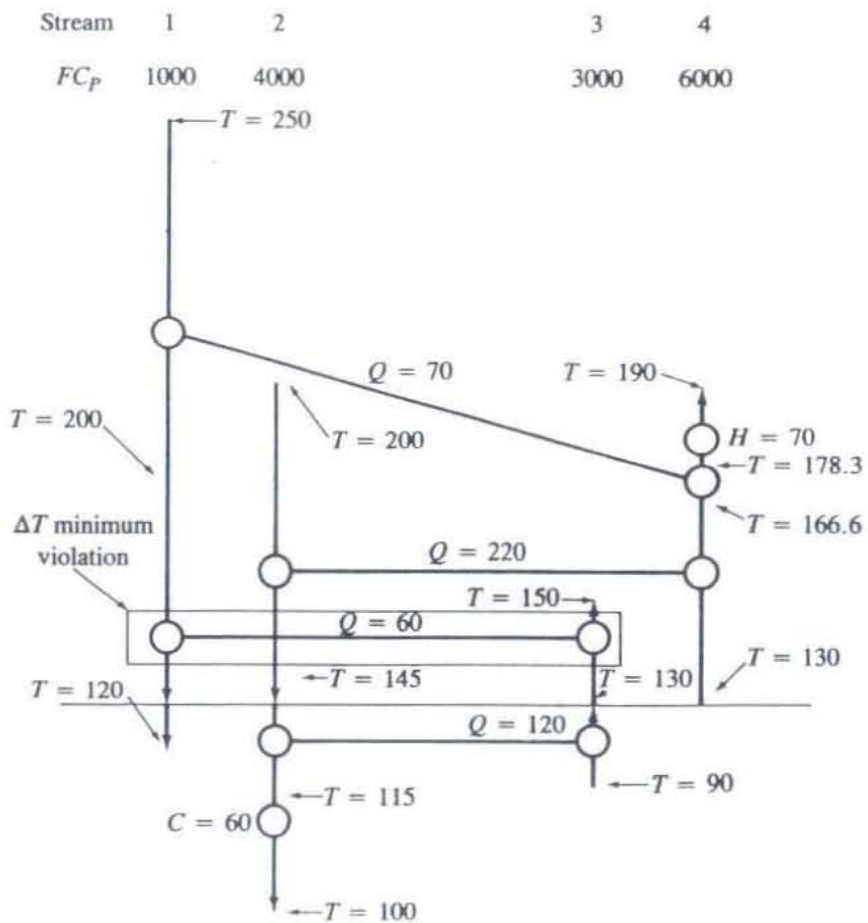 Stream 1 2 3 4
FC_P 1000 4000 3000 6000
T = 250
Q = 70
T = 190
T = 200
T = 200
H = 70
T = 178.3
ΔT minimum
violation
T = 166.6
Q = 220
T = 150
Q = 60
T = 120
T = 145
T = 130
T = 130
Q = 120
T = 115
T = 90
C = 60
T = 100